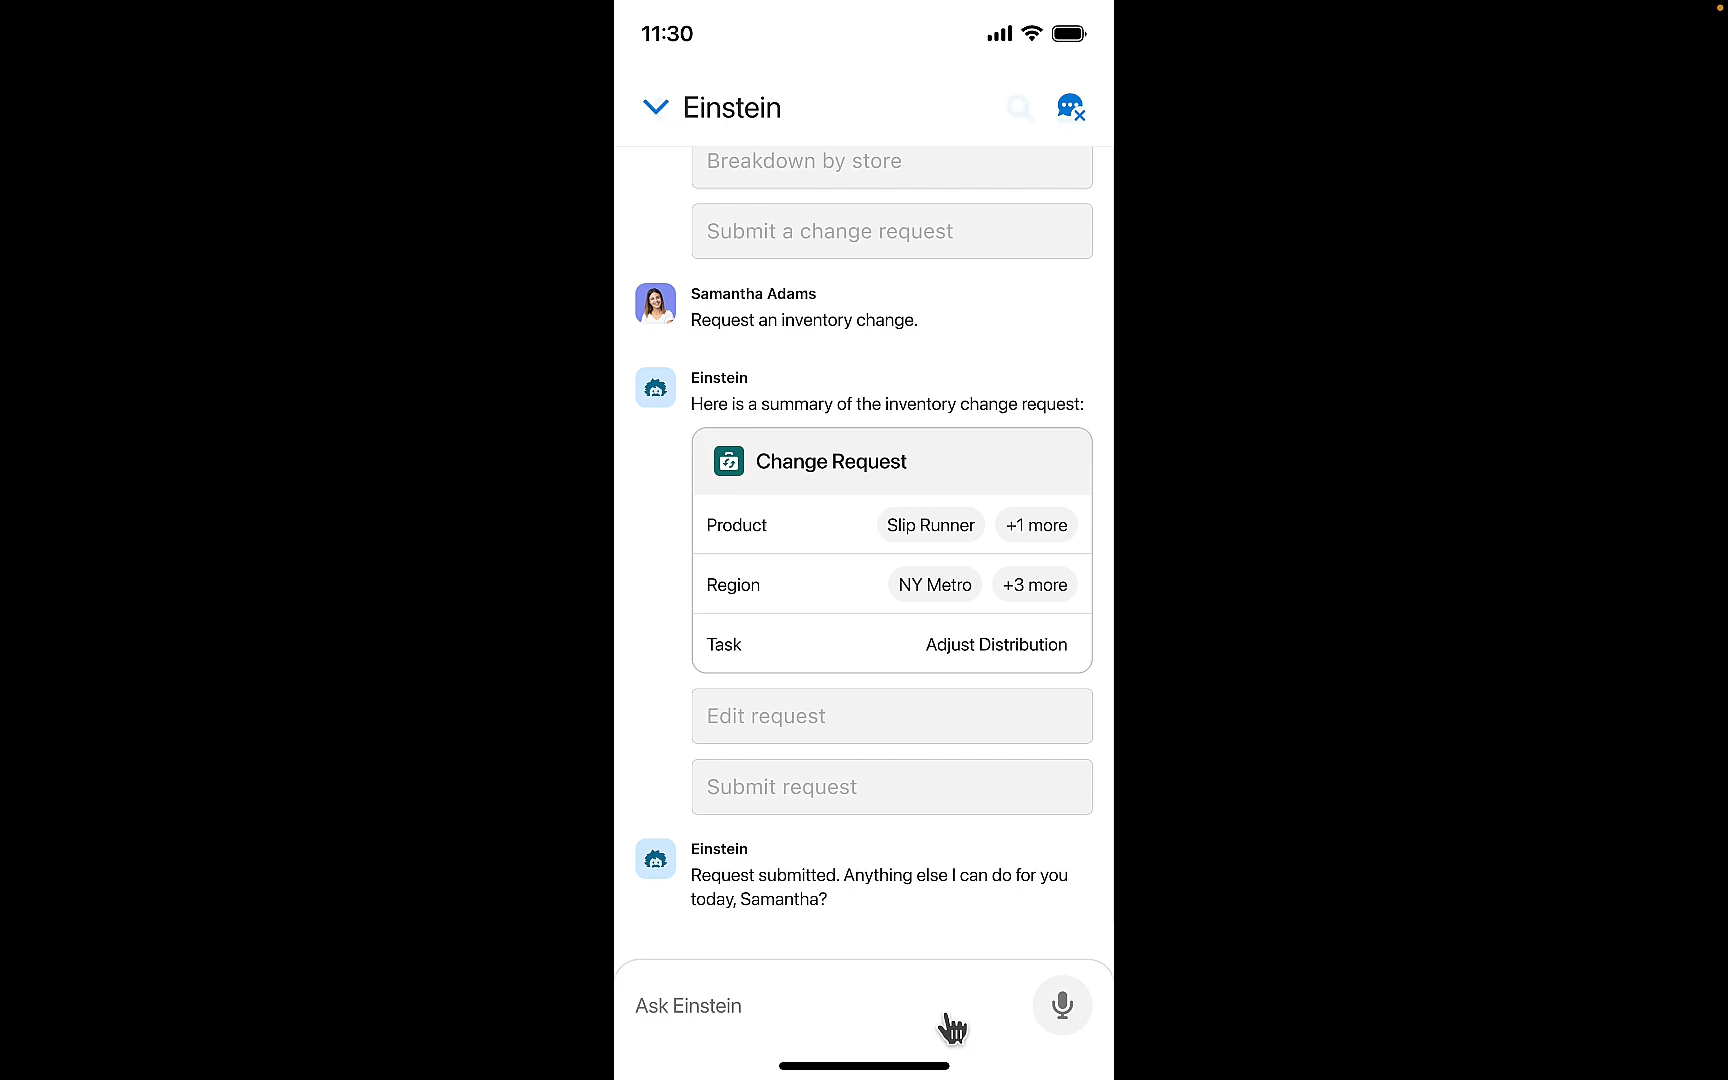 11:30
Einstein
Breakdown by store
Submit a change request
Samantha Adams
Request an inventory change.
Einstein
Here is a summary of the inventory change request:
Change Request
Product Slip Runner +1 more
Region NY Metro +3 more
Task Adjust Distribution
Edit request
Submit request
Einstein
Request submitted. Anything else I can do for you
today, Samantha?
Ask Einstein